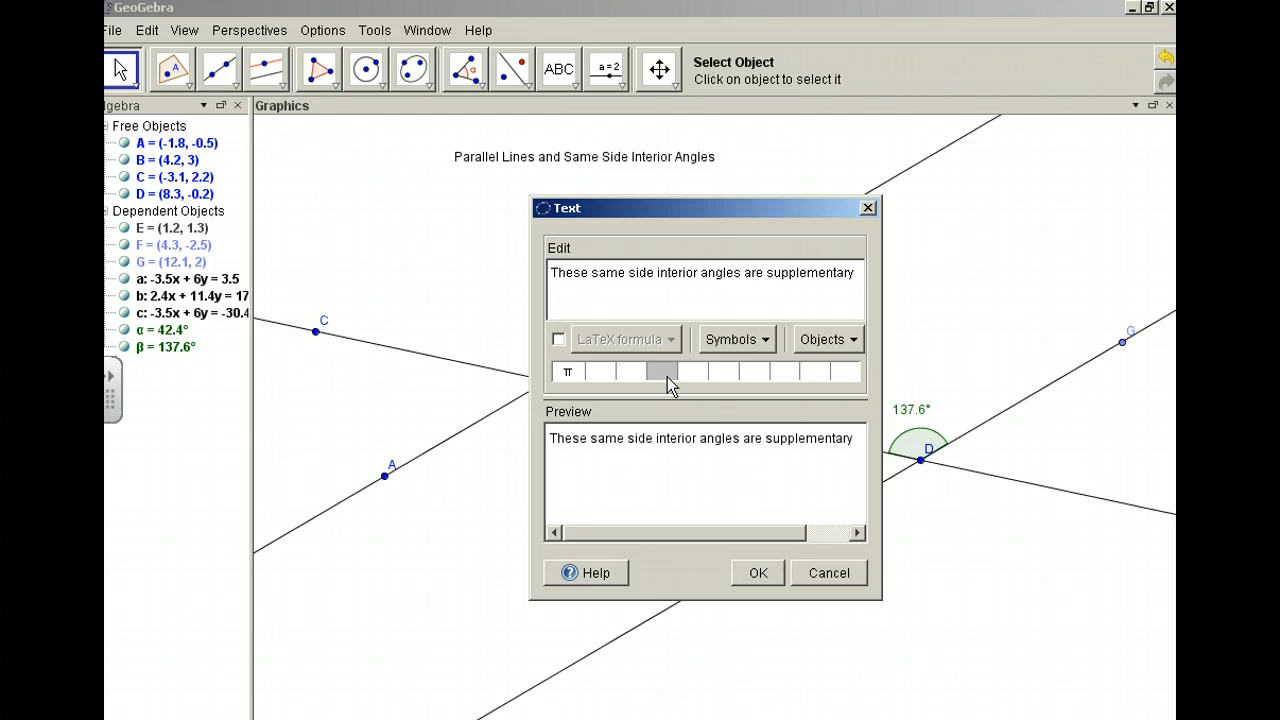 GeoGebra
File Edit View Perspectives Options Tools Window Help
A
α
ABC
a=2
Select Object
Click on object to select it
Graphics
Free Objects
A = (-1.8, -0.5)
B = (4.2, 3)
C = (-3.1, 2.2)
D = (8.3, -0.2)
Dependent Objects
E = (1.2, 1.3)
F = (4.3, -2.5)
G = (12.1, 2)
a: -3.5x + 6y = 3.5
b: 2.4x + 11.4y = 17
c: -3.5x + 6y = -30.4
α = 42.4°
β = 137.6°
Parallel Lines and Same Side Interior Angles
C
A
G
137.6°
D
Text
Edit
These same side interior angles are supplementary
LaTeX formula Symbols Objects
π
Preview
These same side interior angles are supplementary
Help OK Cancel